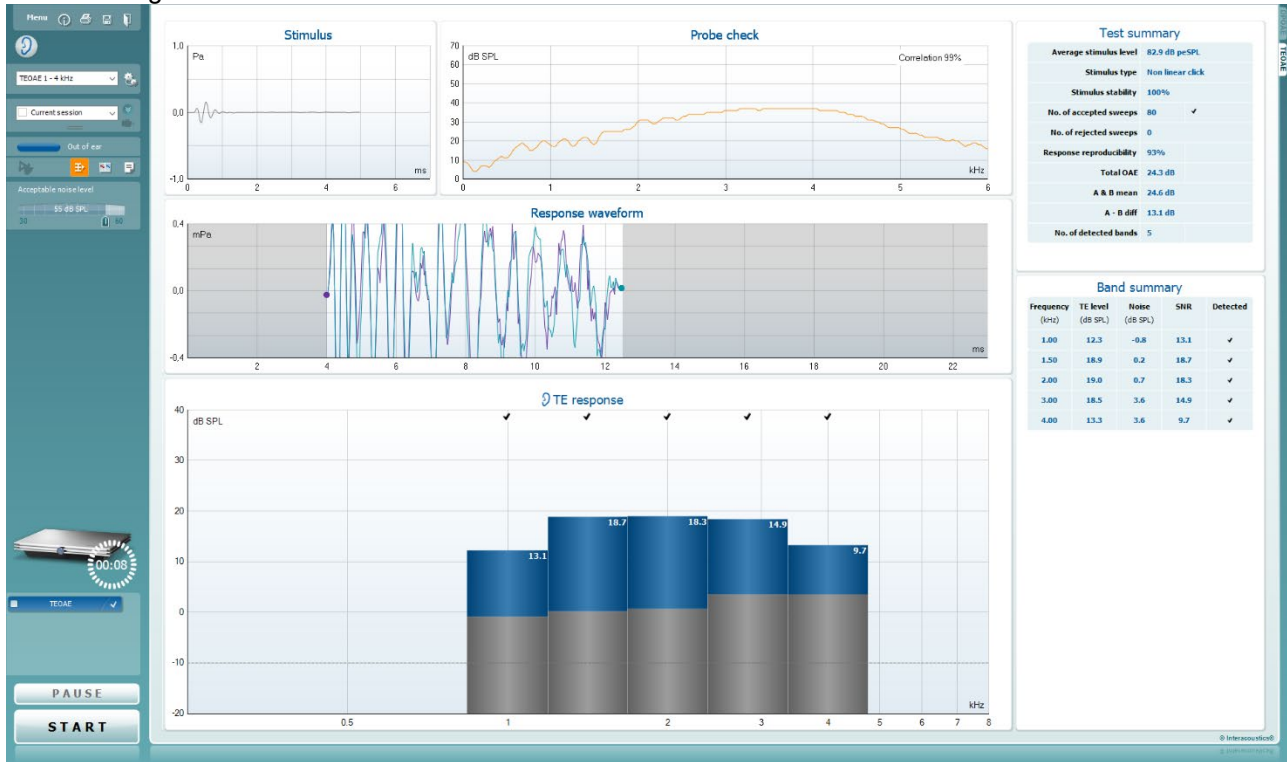 Menu
TEOAE 1 - 4 kHz
Current session
Out of ear
Acceptable noise level
55 dB SPL
30 60
00:08
TEOAE
PAUSE
START
Stimulus
1,0
Pa
0,0
-1,0
ms
0 2 4 6
Probe check
70
dB SPL
Correlation 99%
60
50
40
30
20
10
0
kHz
0 1 2 3 4 5 6
Response waveform
0,4
mPa
0,0
-0,4
ms
2 4 6 8 10 12 14 16 18 20 22
TE response
40
dB SPL
30
20
10
0
-10
-20
13.1
18.7
18.3
14.9
9.7
kHz
0.5 1 2 3 4 5 6 7 8
Test summary
Average stimulus level 82.9 dB peSPL
Stimulus type Non linear click
Stimulus stability 100%
No. of accepted sweeps 80 ✔
No. of rejected sweeps 0
Response reproducibility 93%
Total OAE 24.3 dB
A & B mean 24.6 dB
A - B diff 13.1 dB
No. of detected bands 5
Band summary
Frequency TE level Noise SNR Detected
(kHz) (dB SPL) (dB SPL)
1.00 12.3 -0.8 13.1 ✔
1.50 18.9 0.2 18.7 ✔
2.00 19.0 0.7 18.3 ✔
3.00 18.5 3.6 14.9 ✔
4.00 13.3 3.6 9.7 ✔
TEOAE
® Interacoustics®